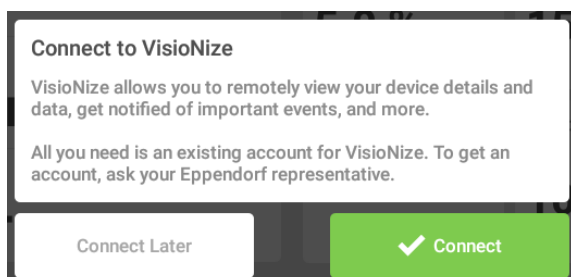 Connect to VisioNize
VisioNize allows you to remotely view your device details and
data, get notified of important events, and more.
All you need is an existing account for VisioNize. To get an
account, ask your Eppendorf representative.
Connect Later
Connect